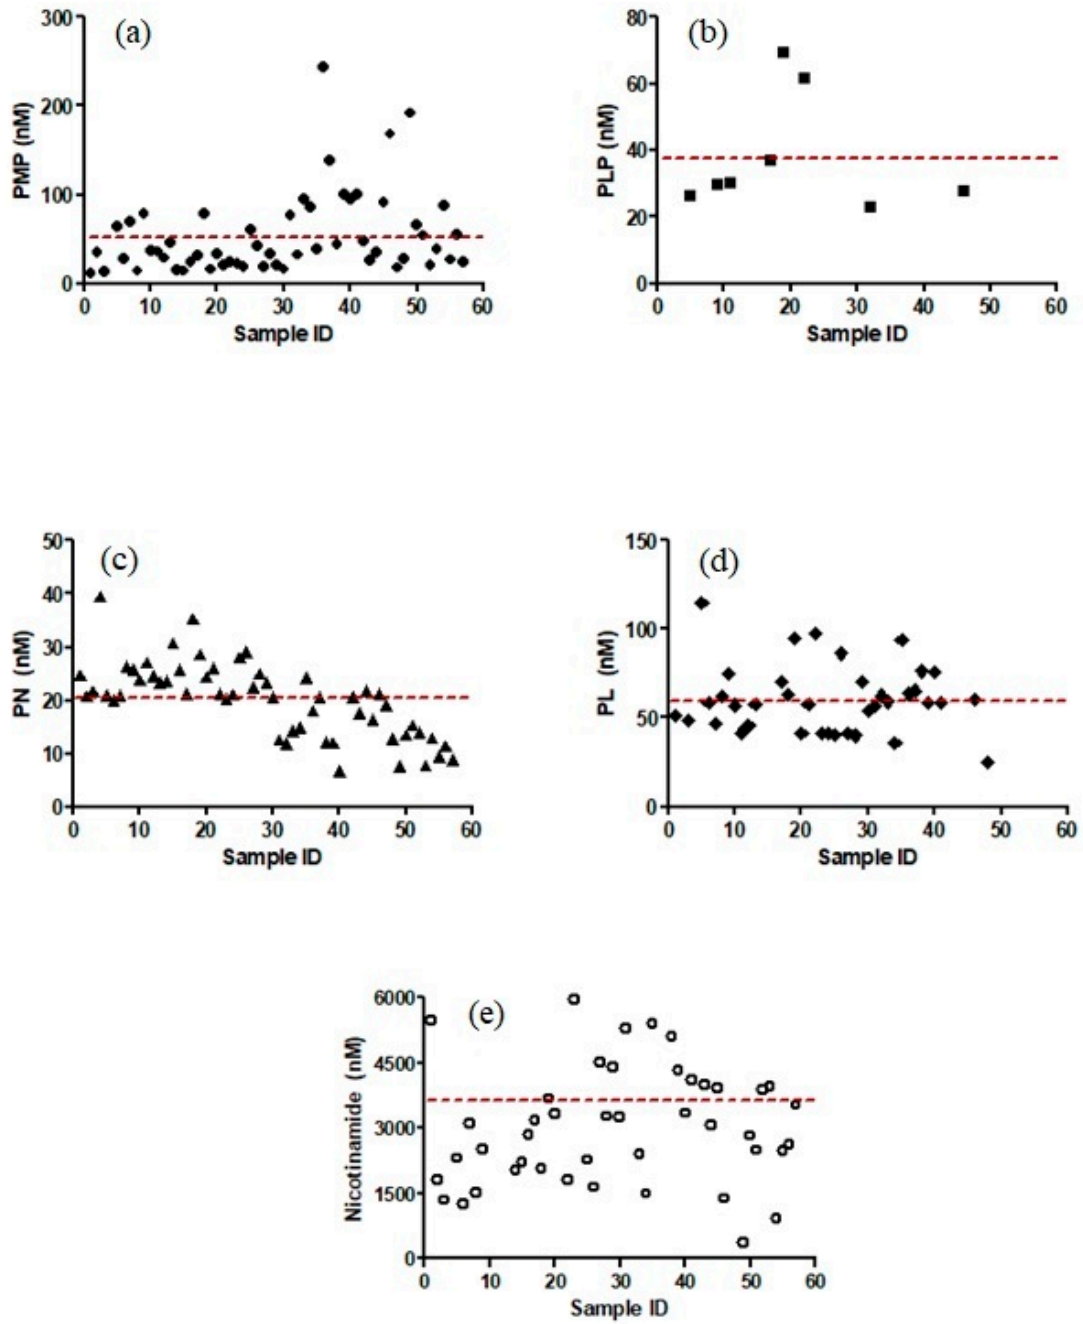 (a)
PMP (nM)
300
200
100
0
0 10 20 30 40 50 60
Sample ID
(b)
PLP (nM)
80
60
40
20
0
0 10 20 30 40 50 60
Sample ID
(c)
PN (nM)
50
40
30
20
10
0
0 10 20 30 40 50 60
Sample ID
(d)
PL (nM)
150
100
50
0
0 10 20 30 40 50 60
Sample ID
(e)
Nicotinamide (nM)
6000
4500
3000
1500
0
0 10 20 30 40 50 60
Sample ID